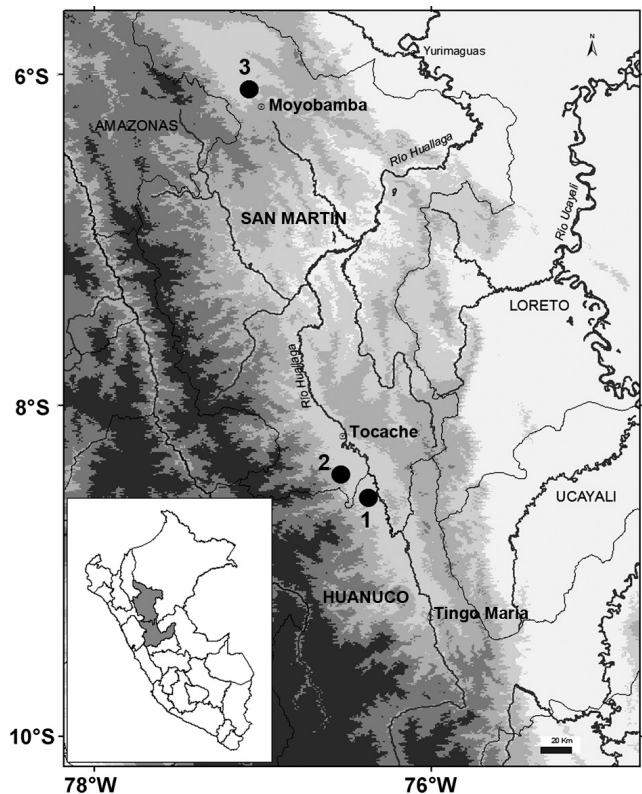 N
Yurimaguas
6°S
3
Moyobamba
AMAZONAS
Río Huallaga
SAN MARTIN
Río Ucayali
LORETO
Río Huallaga
8°S
Tocache
2
1
UCAYALI
HUANUCO
Tingo Maria
10°S
20 Km
78°W
76°W